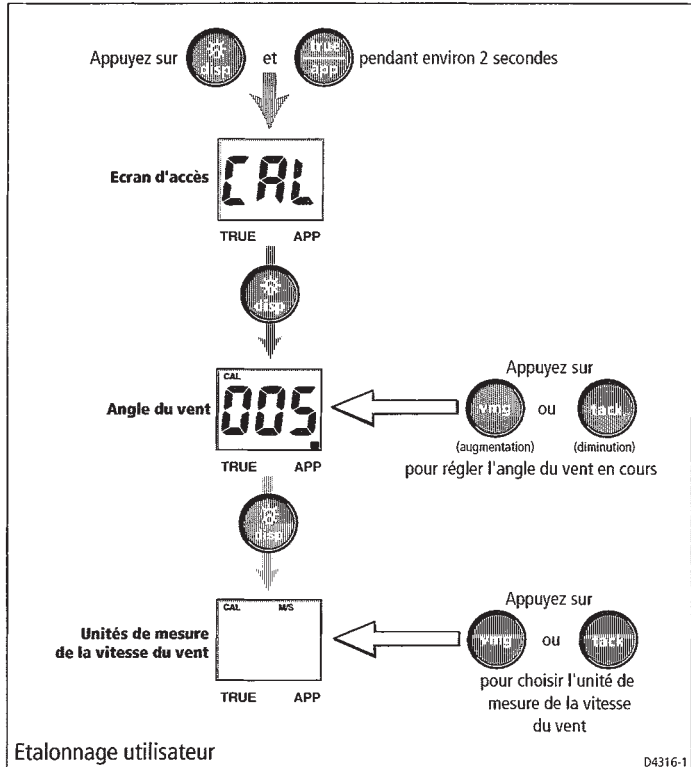 Appuyez sur disp et true app pendant environ 2 secondes
Ecran d'accès
CAL
TRUE APP
disp
Angle du vent
CAL
005
TRUE APP
Appuyez sur
vmg ou tack
(augmentation) (diminution)
pour régler l'angle du vent en cours
disp
Unités de mesure
de la vitesse du vent
CAL M/S
TRUE APP
Appuyez sur
vmg ou tack
pour choisir l'unité de
mesure de la vitesse
du vent
Etalonnage utilisateur
D4316-1